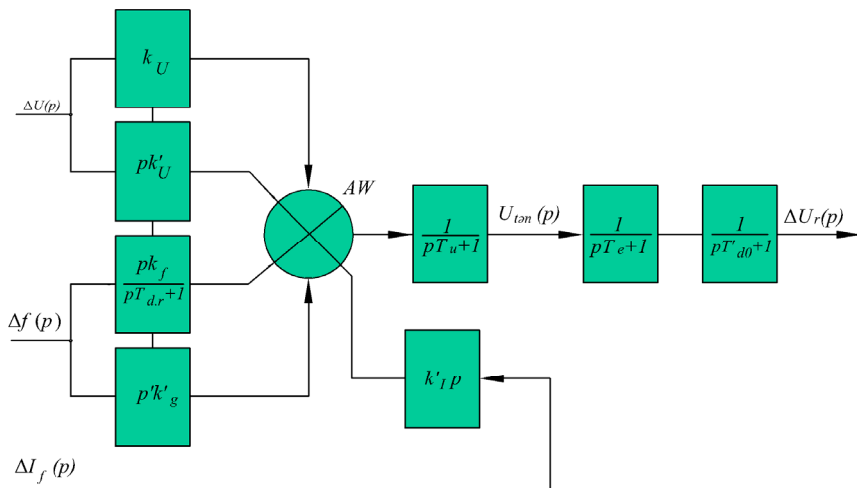 k_U
ΔU(p)
pk'_U
AW
U_tən (p)
ΔU_r(p)
1
pT_u+1
1
pT_e+1
1
pT'_d0+1
pk_f
pT_d.r+1
Δf (p)
p'k'_g
k'_I p
ΔI_f (p)